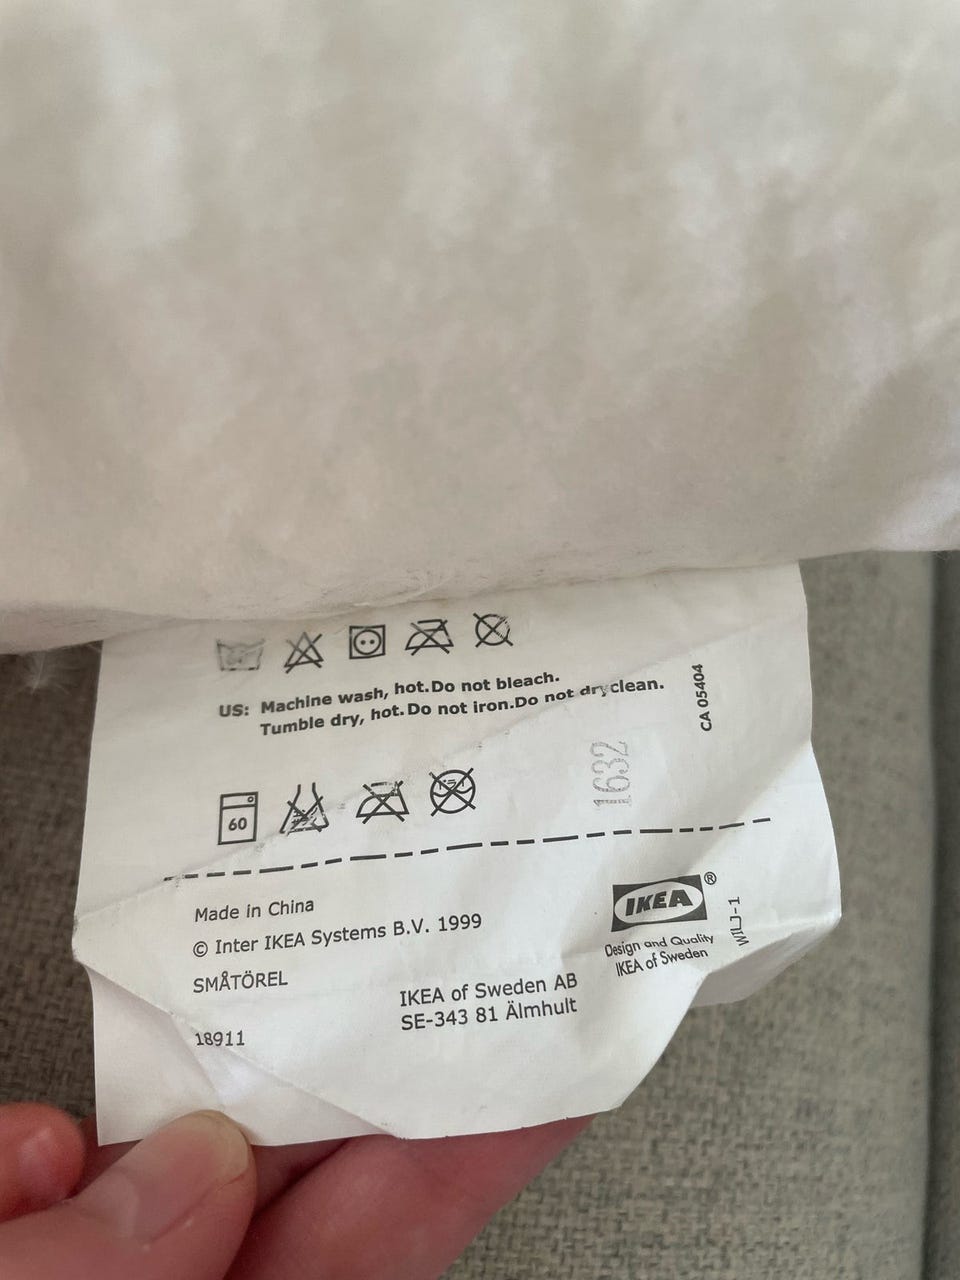 US: Machine wash, hot.Do not bleach.
Tumble dry, hot.Do not iron.Do not dryclean.
CA 05404
1632
60
Made in China
© Inter IKEA Systems B.V. 1999
SMÅTÖREL
18911
IKEA of Sweden AB
SE-343 81 Älmhult
IKEA®
Design and Quality
IKEA of Sweden
WIJ-1